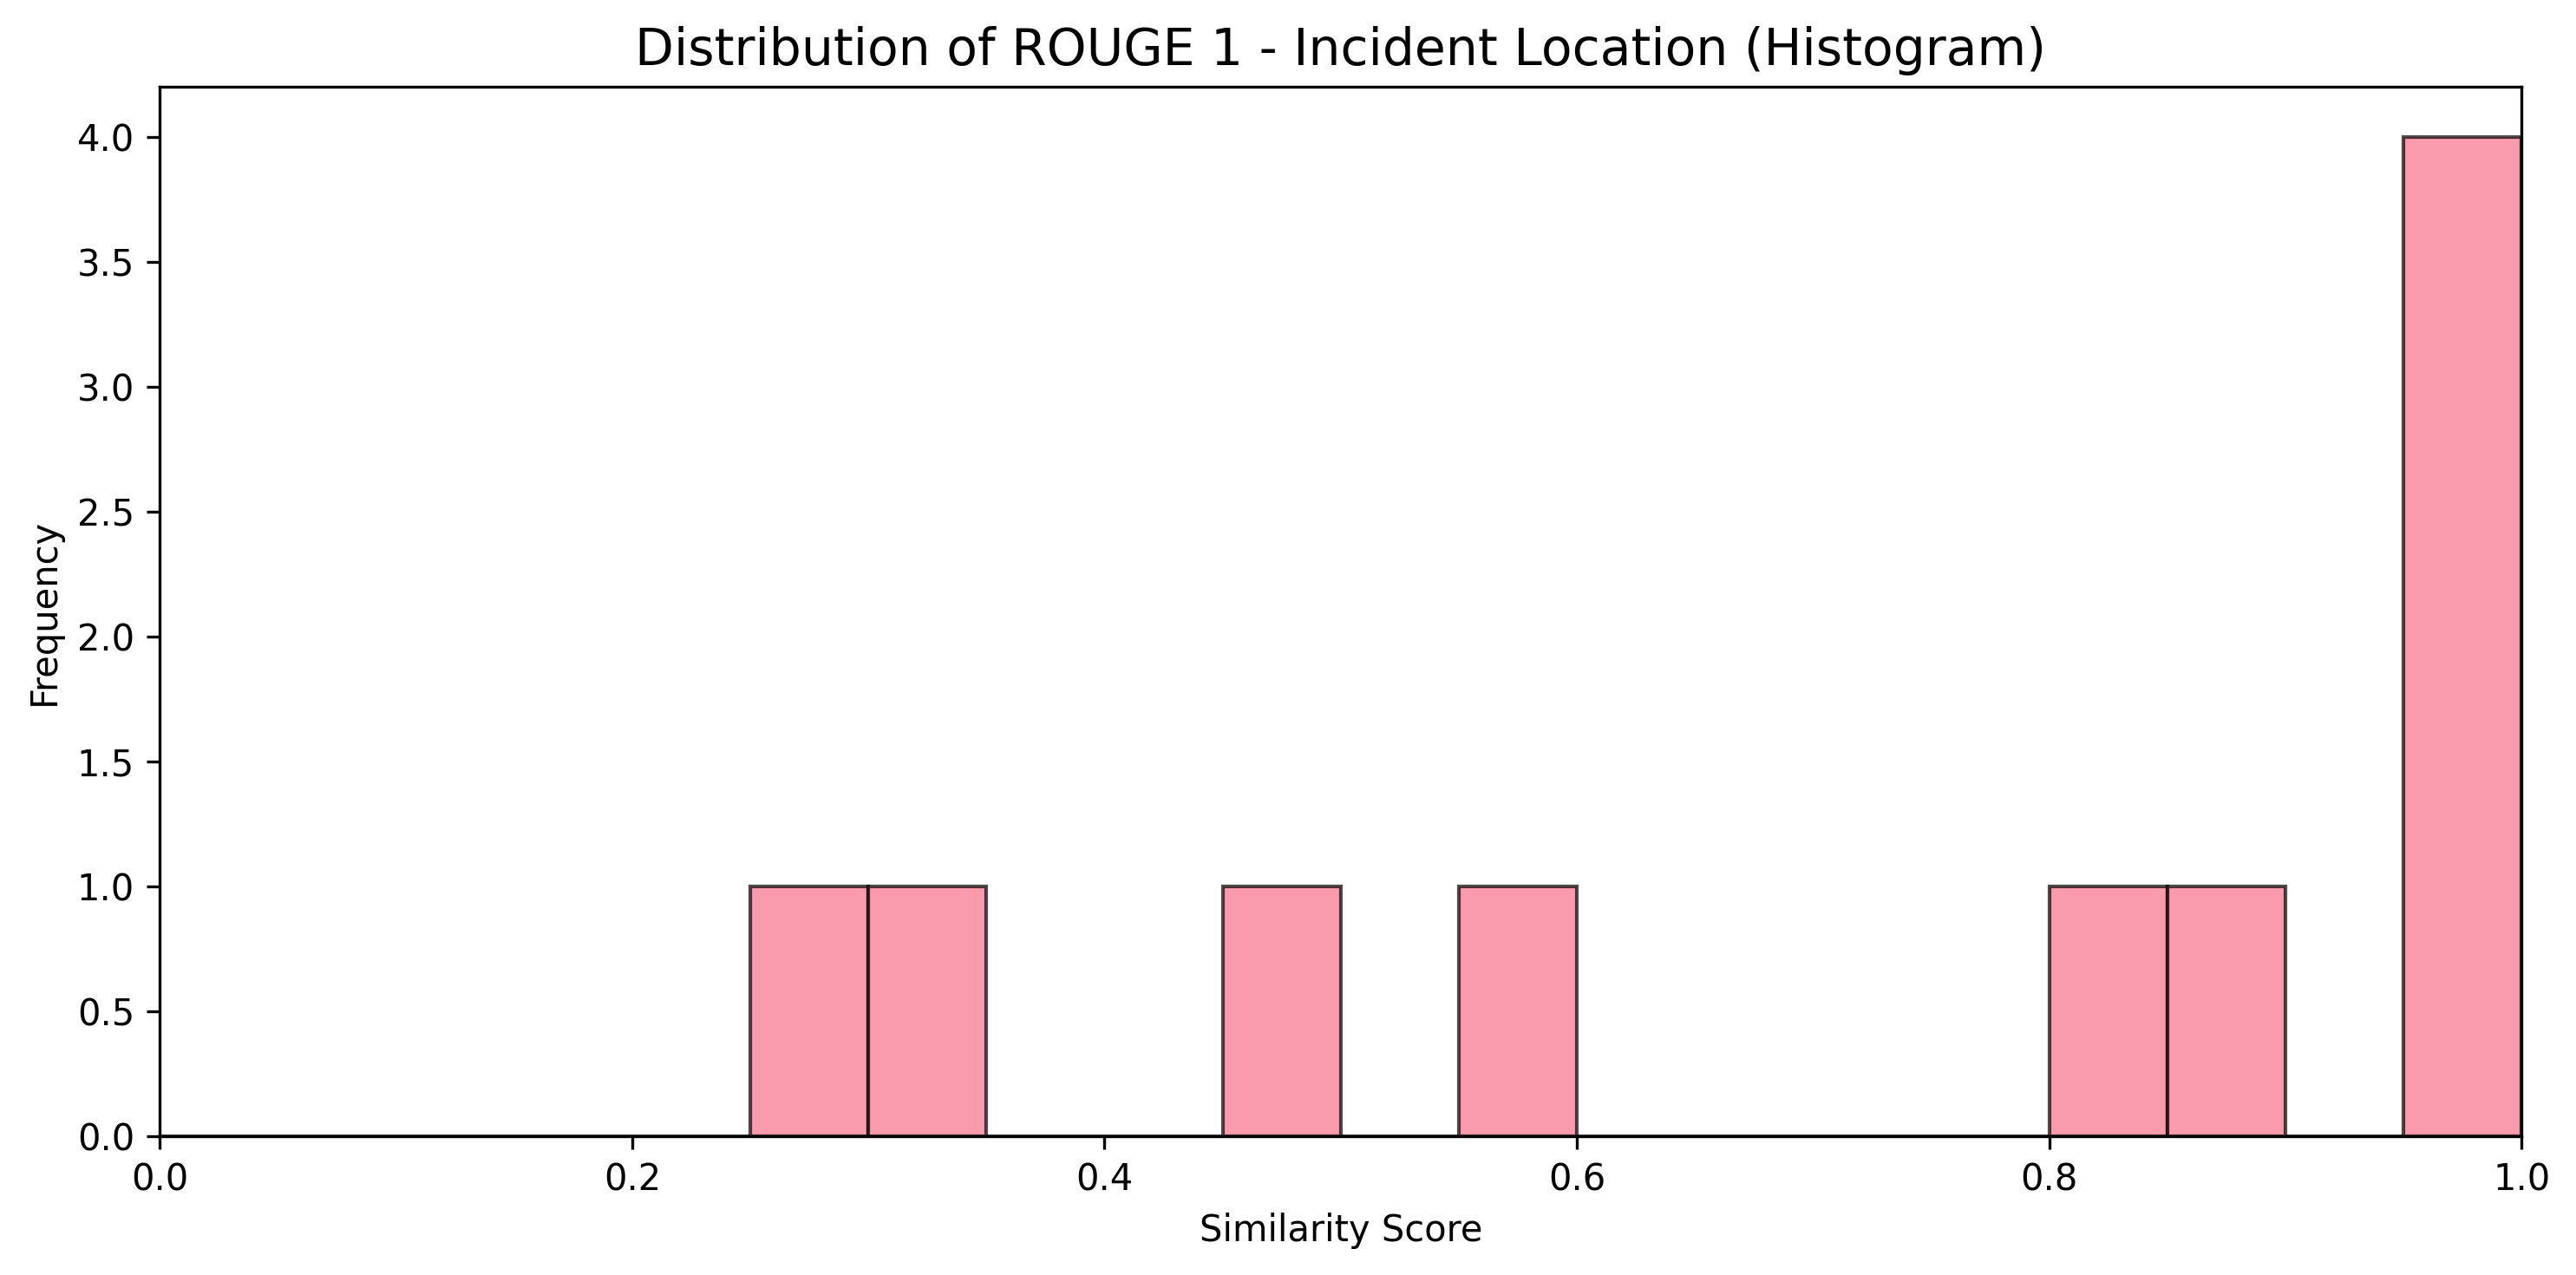 Distribution of ROUGE 1 - Incident Location (Histogram)
4.0
3.5
3.0
2.5
2.0
1.5
1.0
0.5
0.0
Frequency
0.0 0.2 0.4 0.6 0.8 1.0
Similarity Score